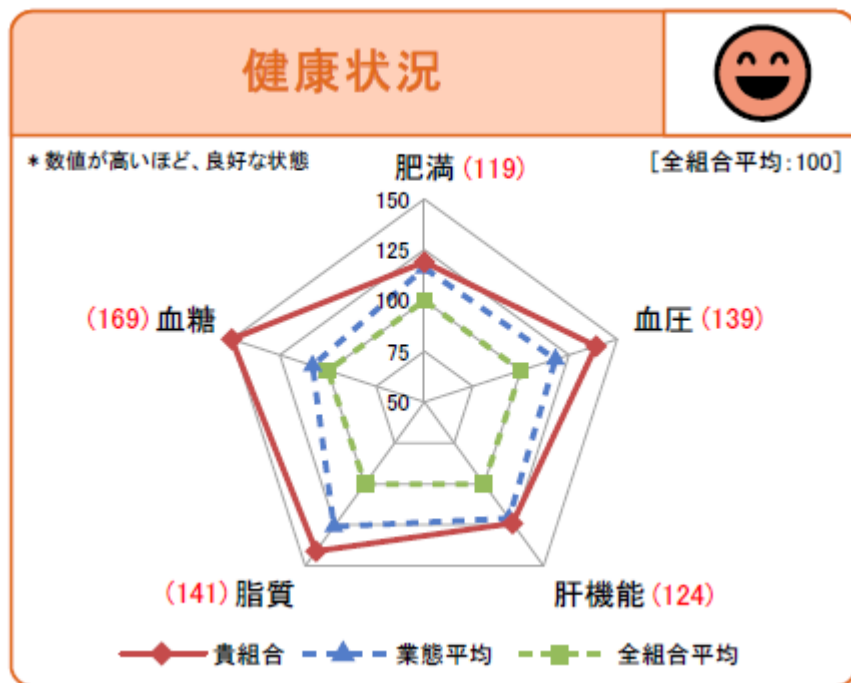 健康状況
*数値が高いほど、良好な状態
[全組合平均:100]
肥満(119)
150
125
100
75
50
(169)血糖
血圧(139)
(141)脂質
肝機能(124)
貴組合
業態平均
全組合平均